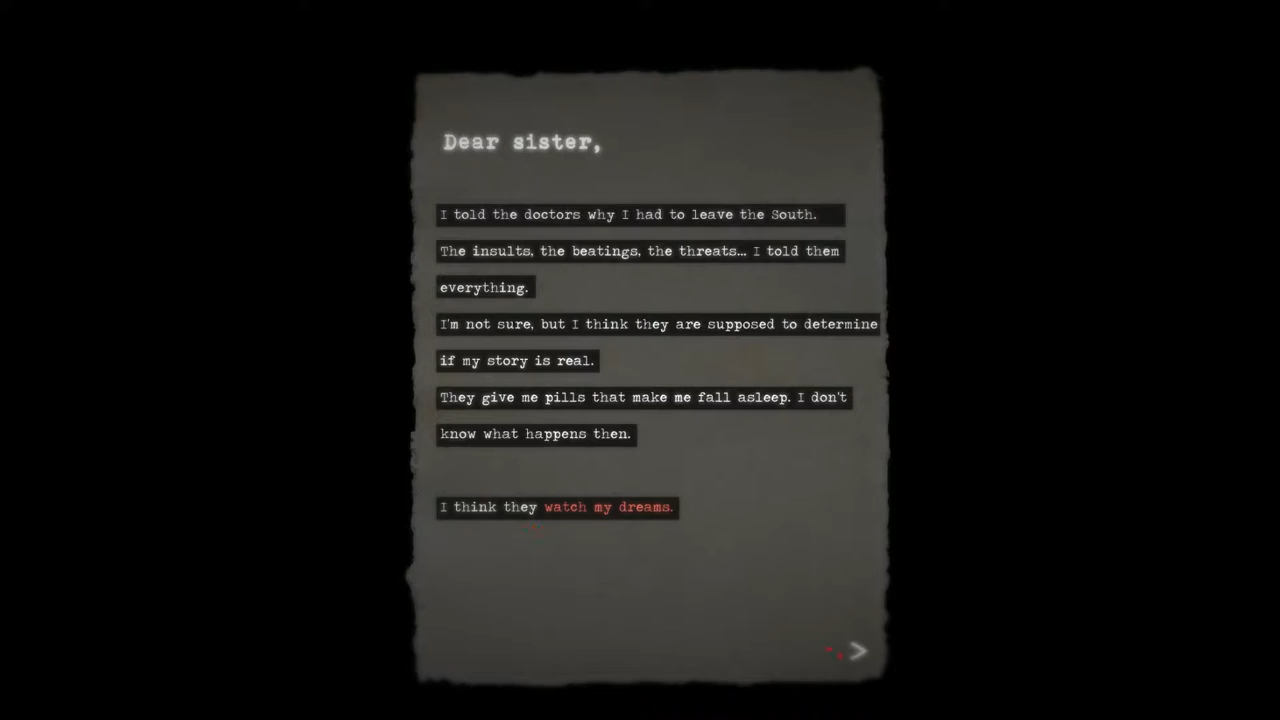 Dear sister,
I told the doctors why I had to leave the South.
The insults, the beatings, the threats... I told them
everything.
I'm not sure, but I think they are supposed to determine
if my story is real.
They give me pills that make me fall asleep. I don't
know what happens then.
I think they watch my dreams.
>